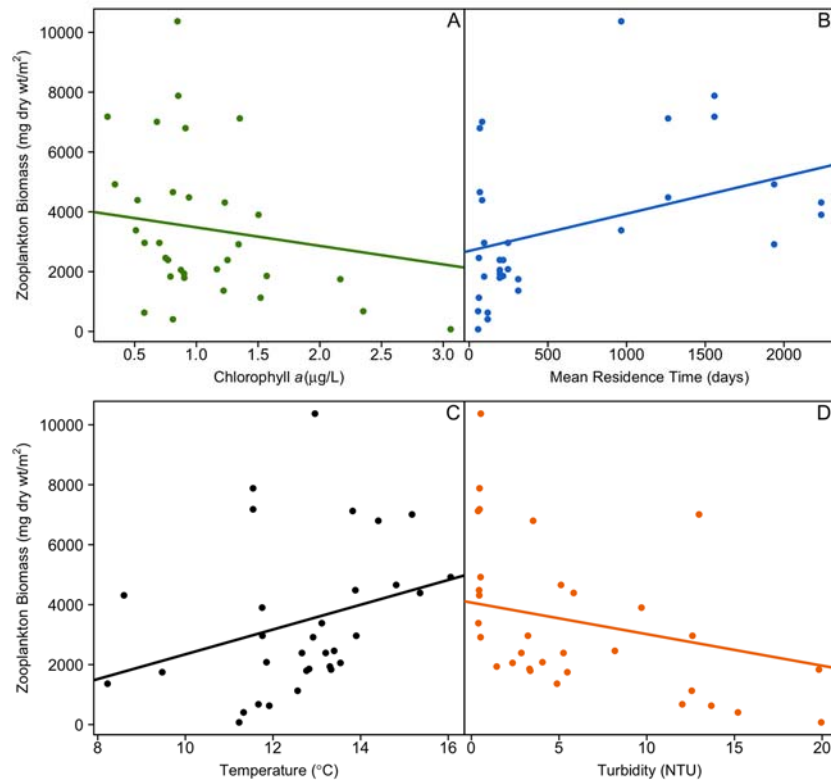 A
B
Zooplankton Biomass (mg dry wt/m²)
10000
8000
6000
4000
2000
0
0.5 1.0 1.5 2.0 2.5 3.0
0 500 1000 1500 2000
Chlorophyll a(μg/L)
Mean Residence Time (days)
C
D
Zooplankton Biomass (mg dry wt/m²)
10000
8000
6000
4000
2000
0
8 10 12 14 16
0 5 10 15 20
Temperature (°C)
Turbidity (NTU)